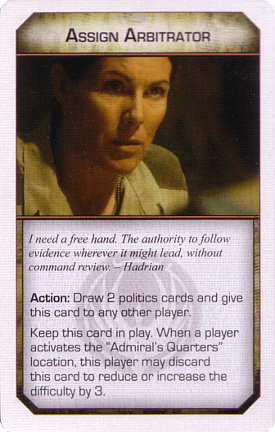 ASSIGN ARBITRATOR
I need a free hand. The authority to follow
evidence wherever it might lead, without
command review – Hadrian
Action: Draw 2 politics cards and give
this card to any other player.
Keep this card in play. When a player
activates the "Admiral's Quarters"
location, this player may discard
this card to reduce or increase the
difficulty by 3.